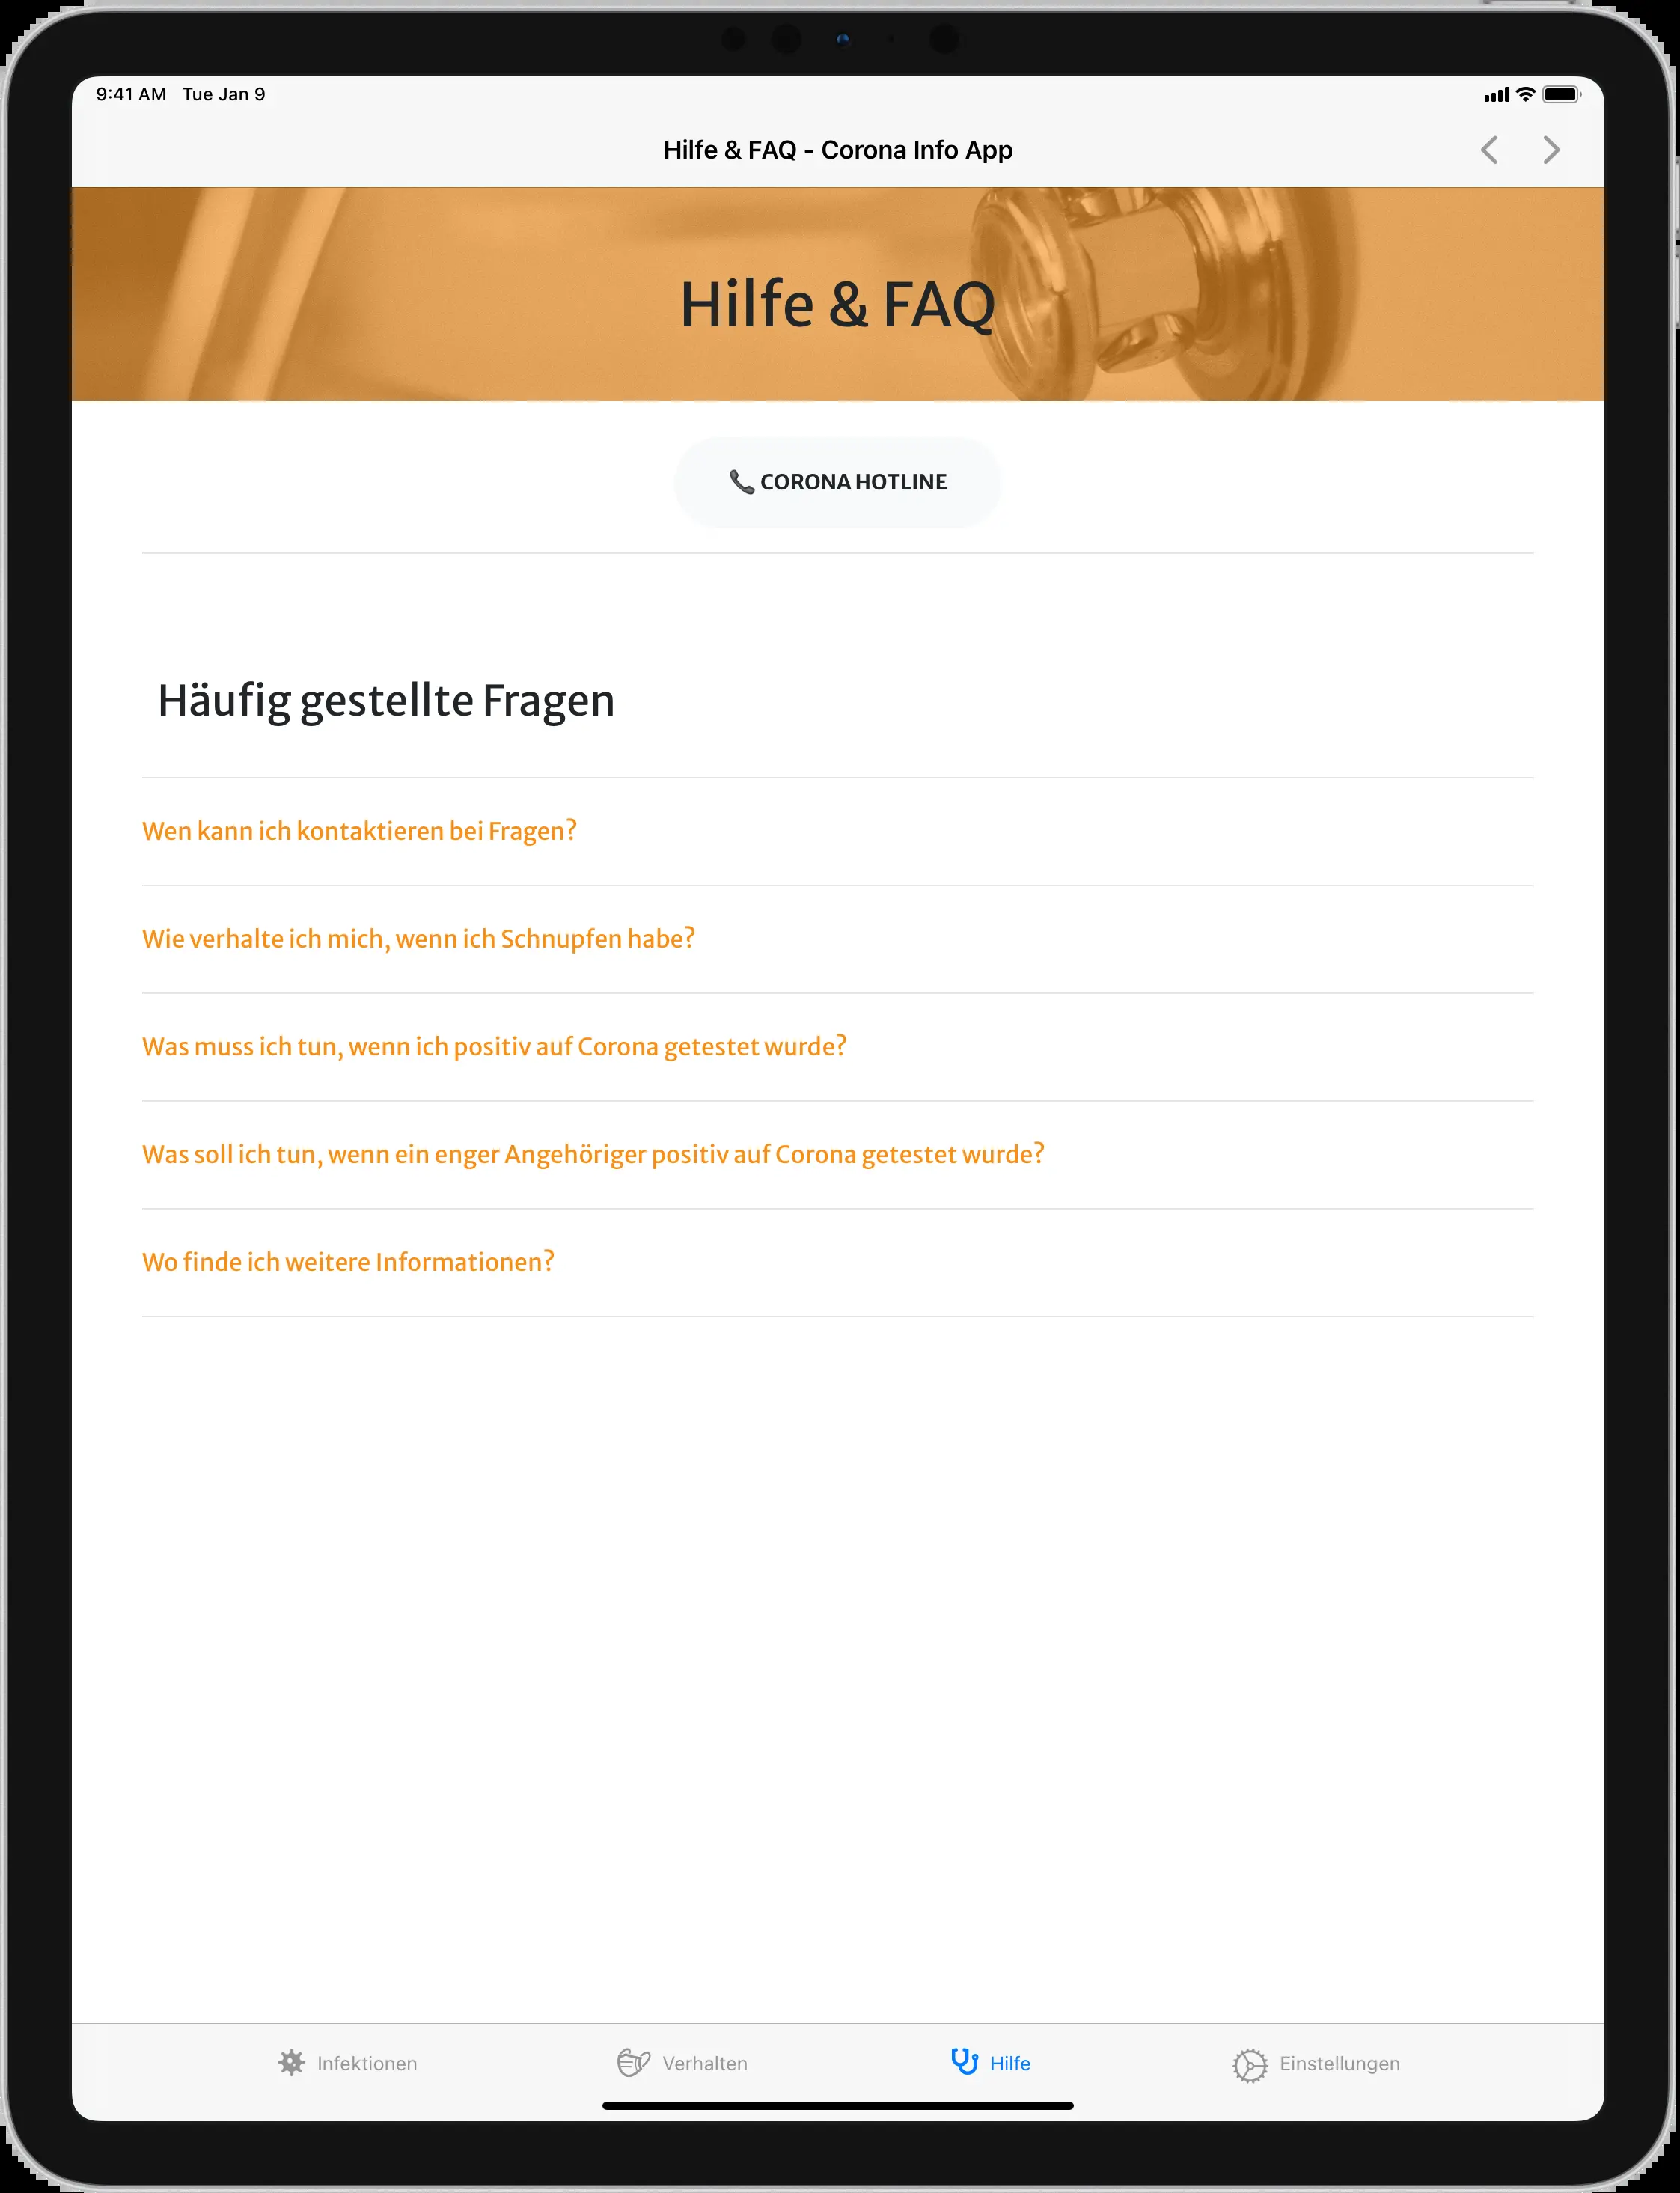 9:41 AM Tue Jan 9
Hilfe & FAQ - Corona Info App
Hilfe & FAQ
CORONA HOTLINE
Häufig gestellte Fragen
Wen kann ich kontaktieren bei Fragen?
Wie verhalte ich mich, wenn ich Schnupfen habe?
Was muss ich tun, wenn ich positiv auf Corona getestet wurde?
Was soll ich tun, wenn ein enger Angehöriger positiv auf Corona getestet wurde?
Wo finde ich weitere Informationen?
Infektionen Verhalten Hilfe Einstellungen